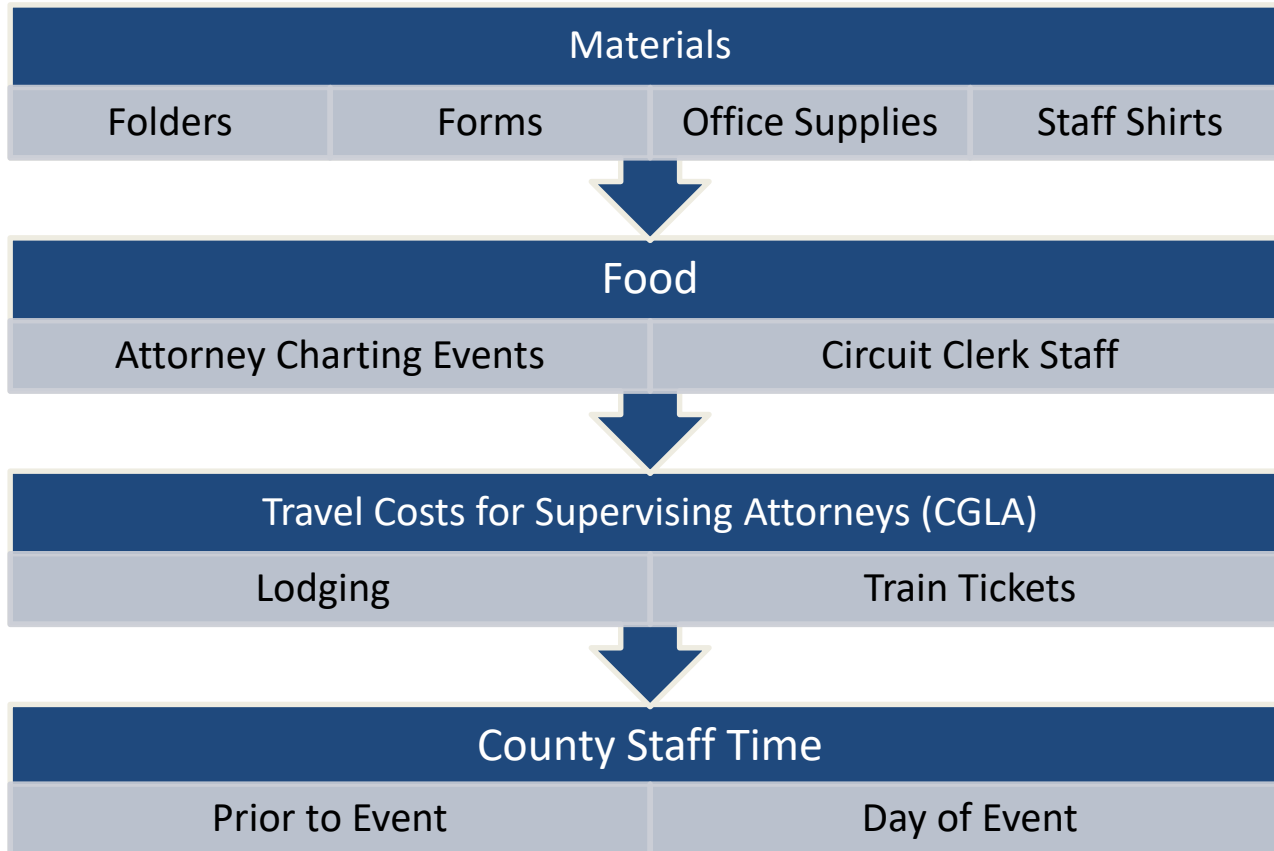 Materials
Folders Forms Office Supplies Staff Shirts
Food
Attorney Charting Events Circuit Clerk Staff
Travel Costs for Supervising Attorneys (CGLA)
Lodging Train Tickets
County Staff Time
Prior to Event Day of Event